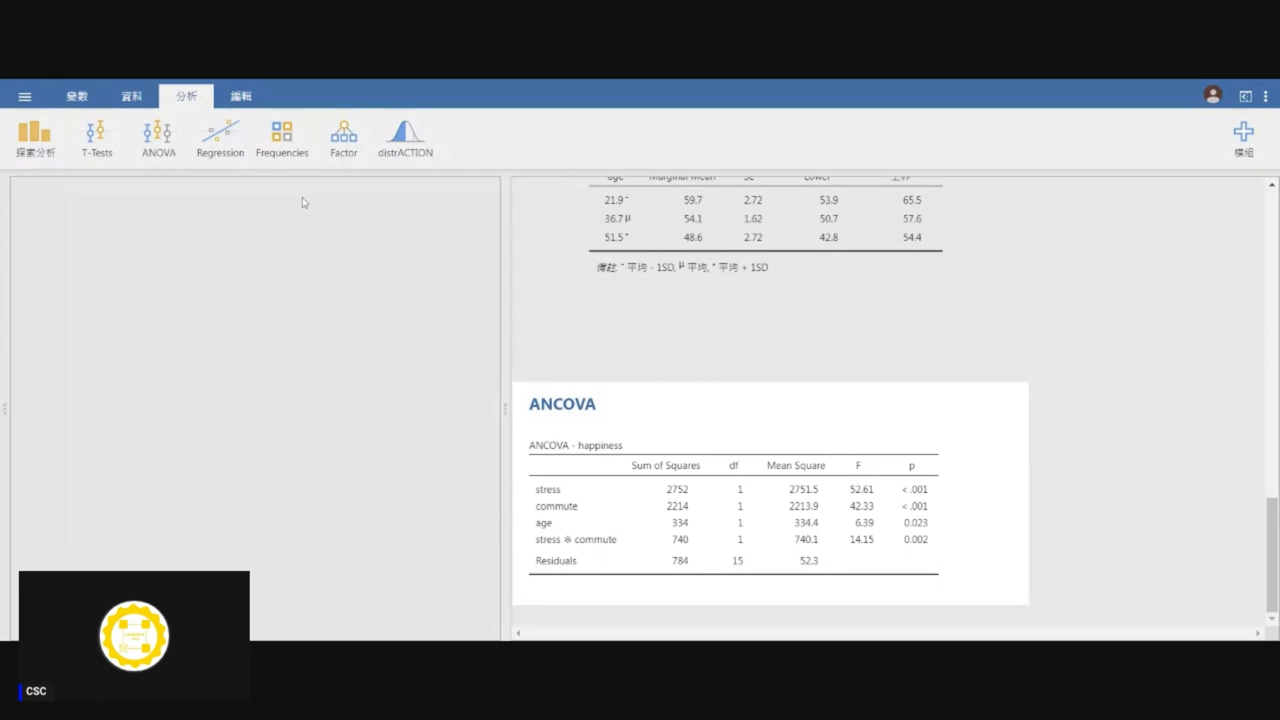 變數 資料 分析 編輯
探索分析 T-Tests ANOVA Regression Frequencies Factor distrACTION 模組
age Marginal Mean SE Lower
21.9 ⁻ 59.7 2.72 53.9 65.5
36.7 μ 54.1 1.62 50.7 57.6
51.5 ⁺ 48.6 2.72 42.8 54.4
備註. ⁻ 平均 - 1SD, μ 平均, ⁺ 平均 + 1SD
ANCOVA
ANCOVA - happiness
Sum of Squares df Mean Square F p
stress 2752 1 2751.5 52.61 < .001
commute 2214 1 2213.9 42.33 < .001
age 334 1 334.4 6.39 0.023
stress ✻ commute 740 1 740.1 14.15 0.002
Residuals 784 15 52.3
CSC